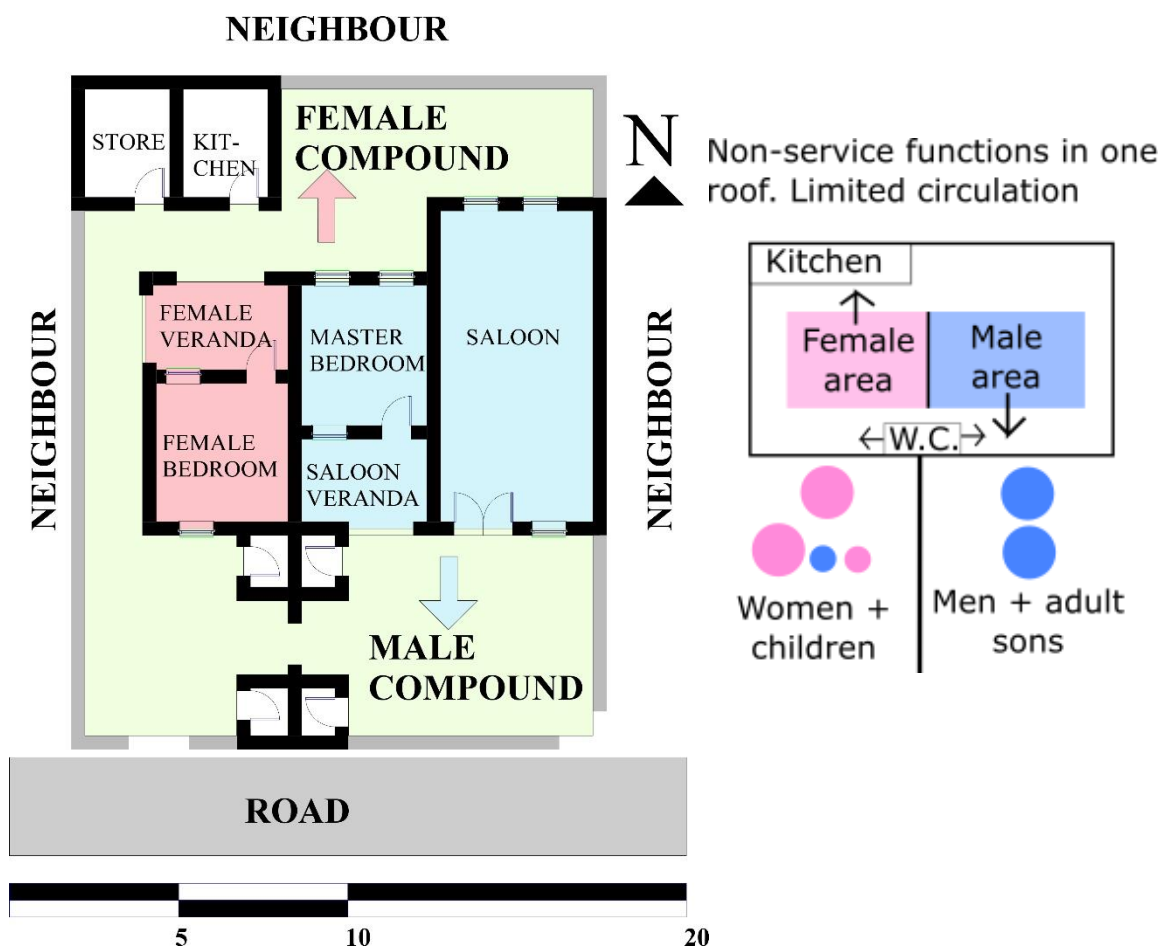 NEIGHBOUR
STORE
KIT-
CHEN
FEMALE
COMPOUND
N
Non-service functions in one
roof. Limited circulation
NEIGHBOUR
FEMALE
VERANDA
MASTER
BEDROOM
SALOON
FEMALE
BEDROOM
SALOON
VERANDA
NEIGHBOUR
MALE
COMPOUND
Kitchen
Female
area
Male
area
W.C.
Women +
children
Men + adult
sons
ROAD
5
10
20